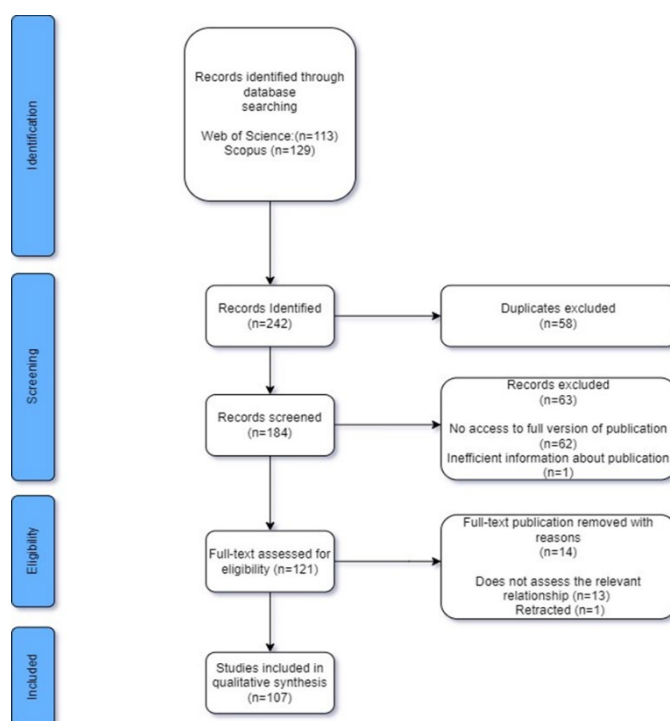 Identification
Records identified through
database
searching
Web of Science:(n=113)
Scopus (n=129)
Screening
Records Identified
(n=242)
Duplicates excluded
(n=58)
Records screened
(n=184)
Records excluded
(n=63)
No access to full version of publication
(n=62)
Inefficient information about publication
(n=1)
Eligibility
Full-text assessed for
eligibility (n=121)
Full-text publication removed with
reasons
(n=14)
Does not assess the relevant
relationship (n=13)
Retracted (n=1)
Included
Studies included in
qualitative synthesis
(n=107)